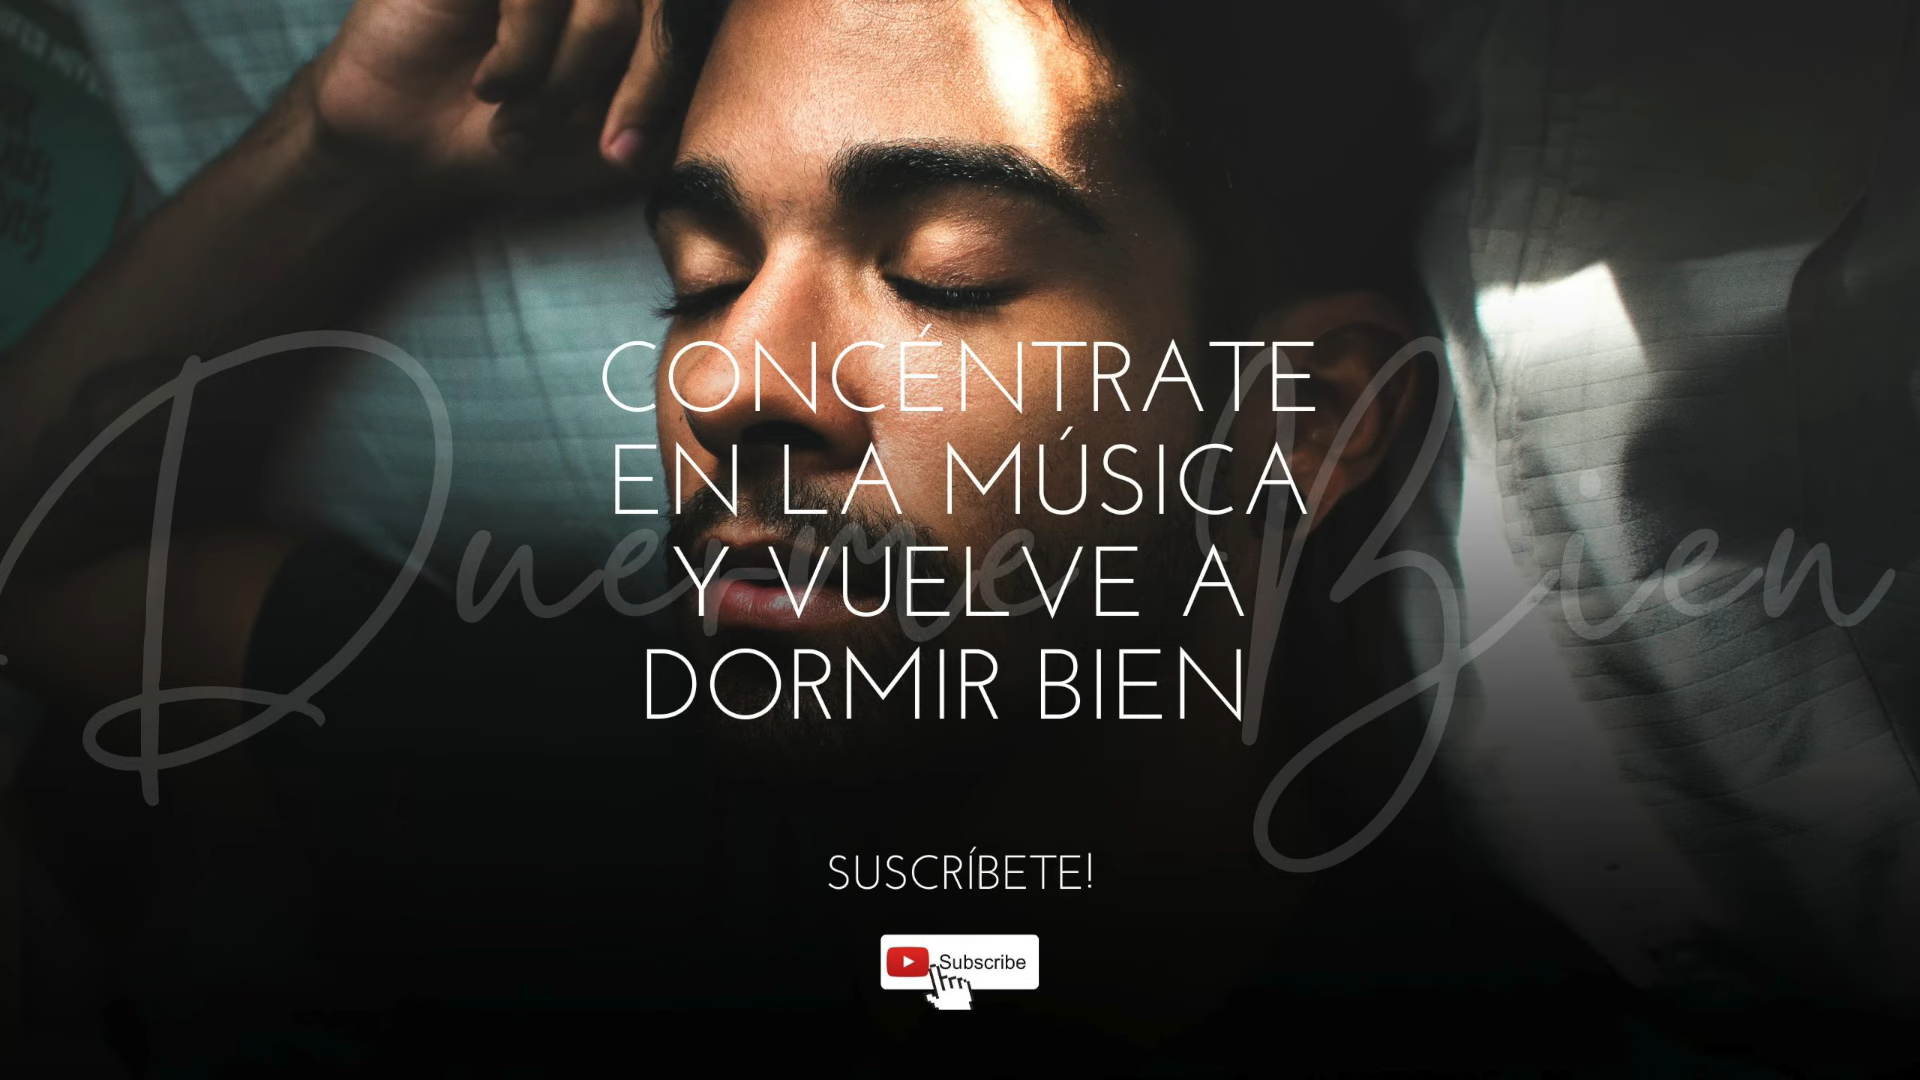 CONCÉNTRATE
EN LA MÚSICA
Y VUELVE A
DORMIR BIEN
Duerme Bien
SUSCRÍBETE!
Subscribe